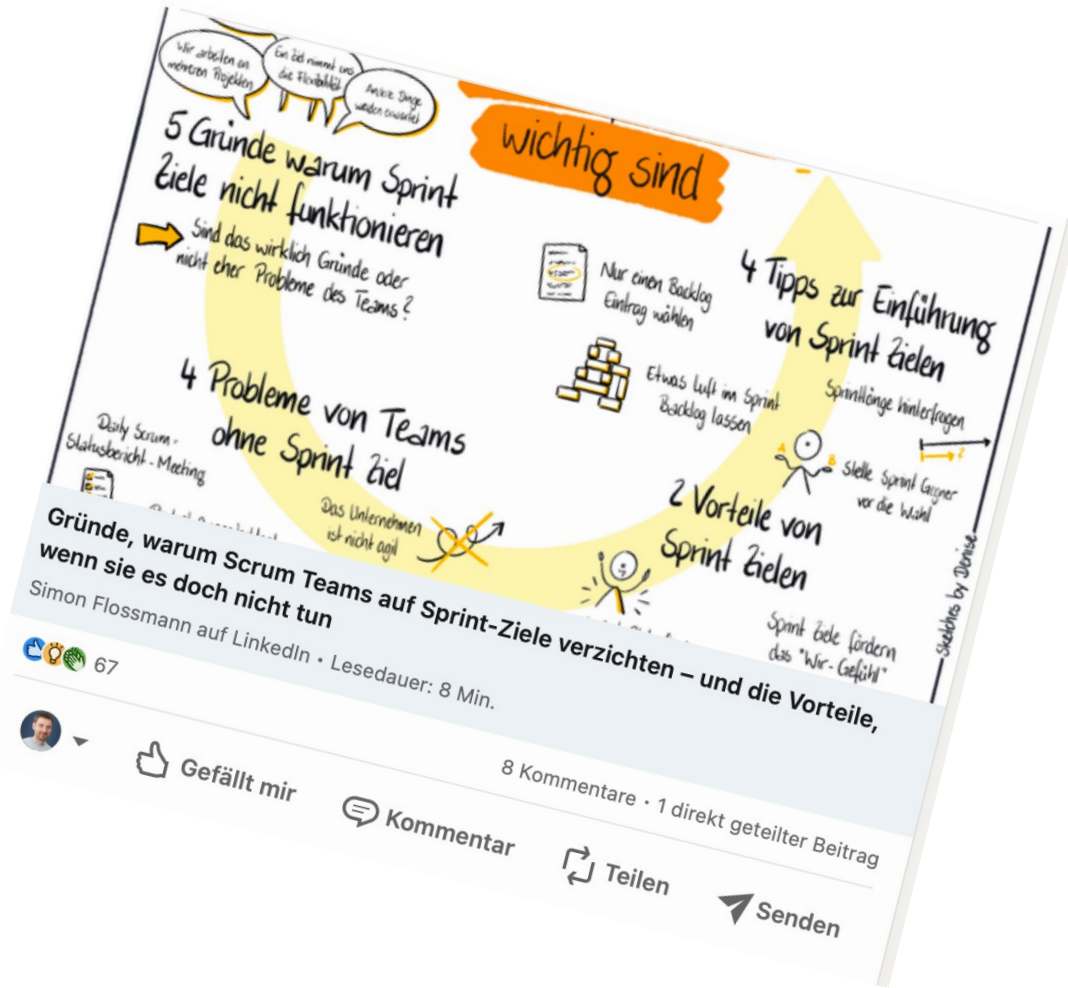 Wir arbeiten an
mehreren Projekten
Ein Ziel nimmt uns
die Flexibilität
Andere Dinge
werden erwartet
wichtig sind
5 Gründe warum Sprint
Ziele nicht funktionieren
Sind das wirklich Gründe oder
nicht eher Probleme des Teams?
Nur einen Backlog
Eintrag wählen
Etwas Luft im Sprint
Backlog lassen
4 Tipps zur Einführung
von Sprint Zielen
Sprintlänge hinterfragen
?
A
B
Stelle Sprint Gegner
vor die Wahl
4 Probleme von Teams
ohne Sprint Ziel
Daily Scrum -
Statusbericht - Meeting
Das Unternehmen
ist nicht agil
2 Vorteile von
Sprint Zielen
Sprint Ziele fördern
das "Wir-Gefühl"
Sketches by Denise
Gründe, warum Scrum Teams auf Sprint-Ziele verzichten – und die Vorteile,
wenn sie es doch nicht tun
Simon Flossmann auf LinkedIn • Lesedauer: 8 Min.
67
8 Kommentare • 1 direkt geteilter Beitrag
Gefällt mir
Kommentar
Teilen
Senden